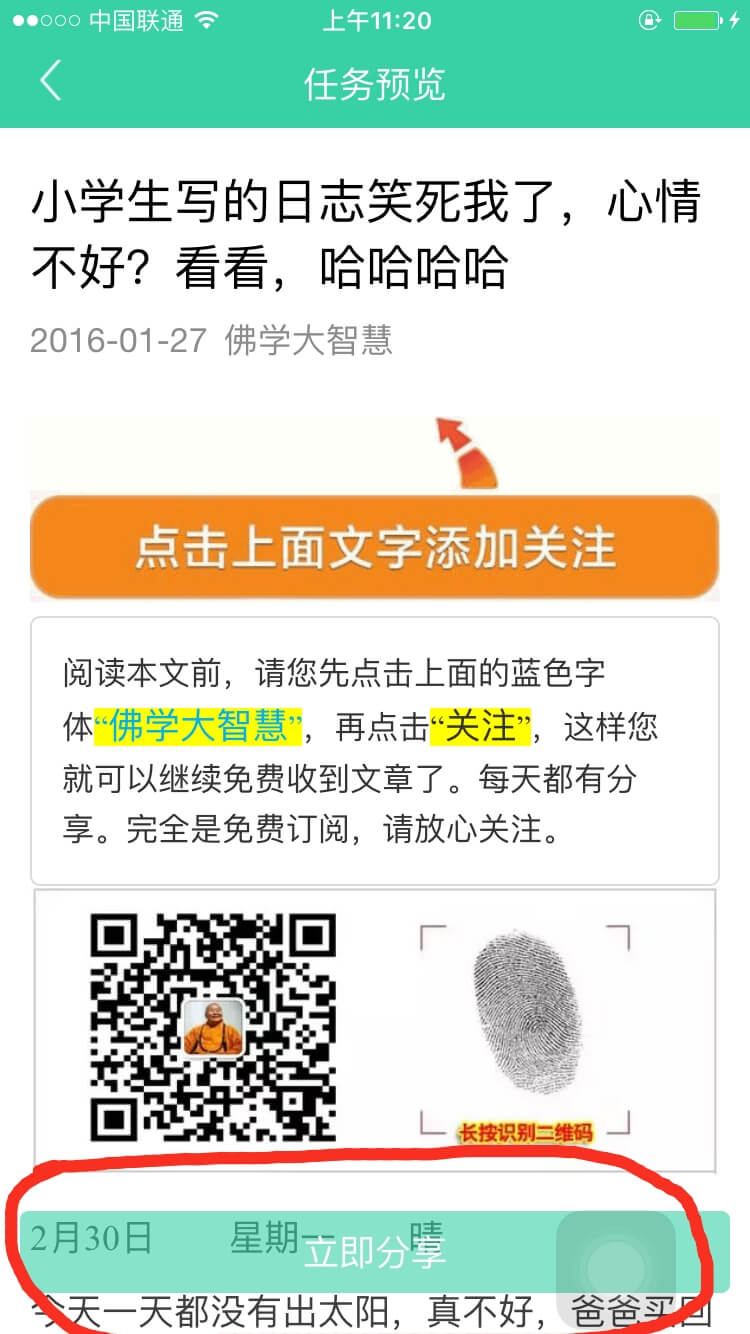 中国联通
上午11:20
任务预览
小学生写的日志笑死我了，心情
不好？看看，哈哈哈哈
2016-01-27 佛学大智慧
点击上面文字添加关注
阅读本文前，请您先点击上面的蓝色字
体“佛学大智慧”，再点击“关注”，这样您
就可以继续免费收到文章了。每天都有分
享。完全是免费订阅，请放心关注。
长按识别二维码
2月30日 星期一 晴
立即分享
今天一天都没有出太阳，真不好，爸爸买回